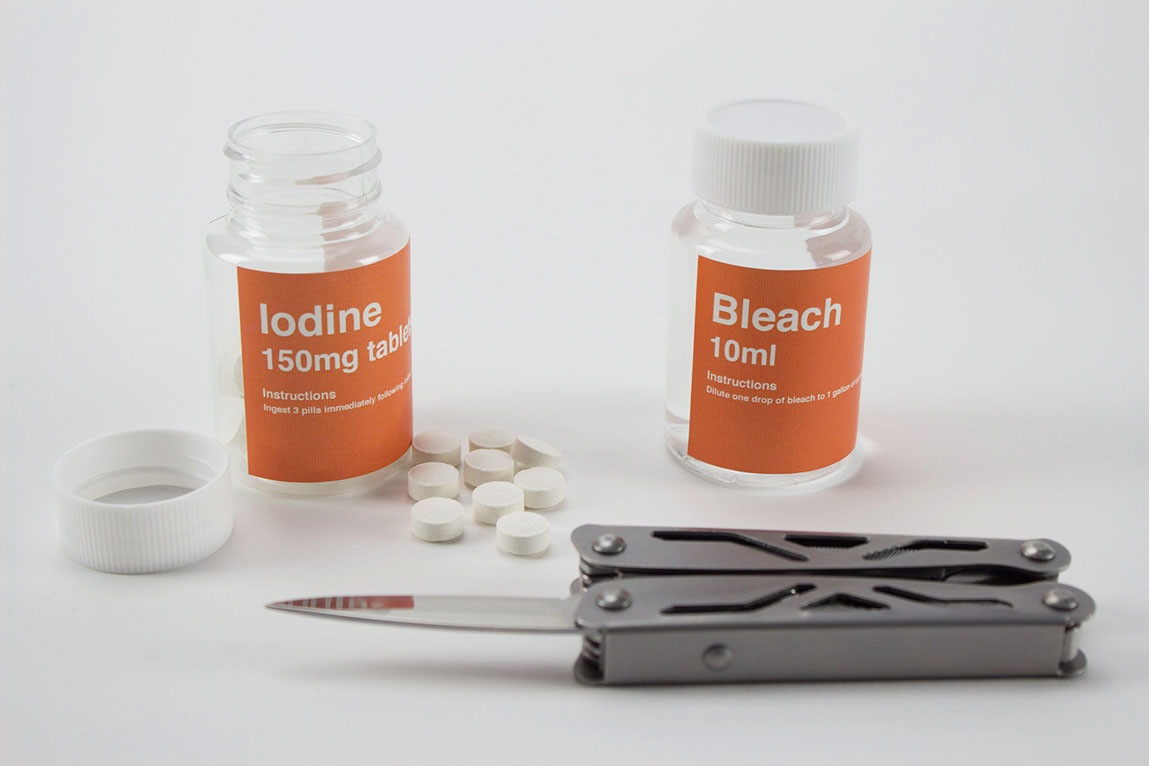 Iodine
150mg tablet
Instructions
Ingest 3 pills immediately following
Bleach
10ml
Instructions
Dilute one drop of bleach to 1 gallon of